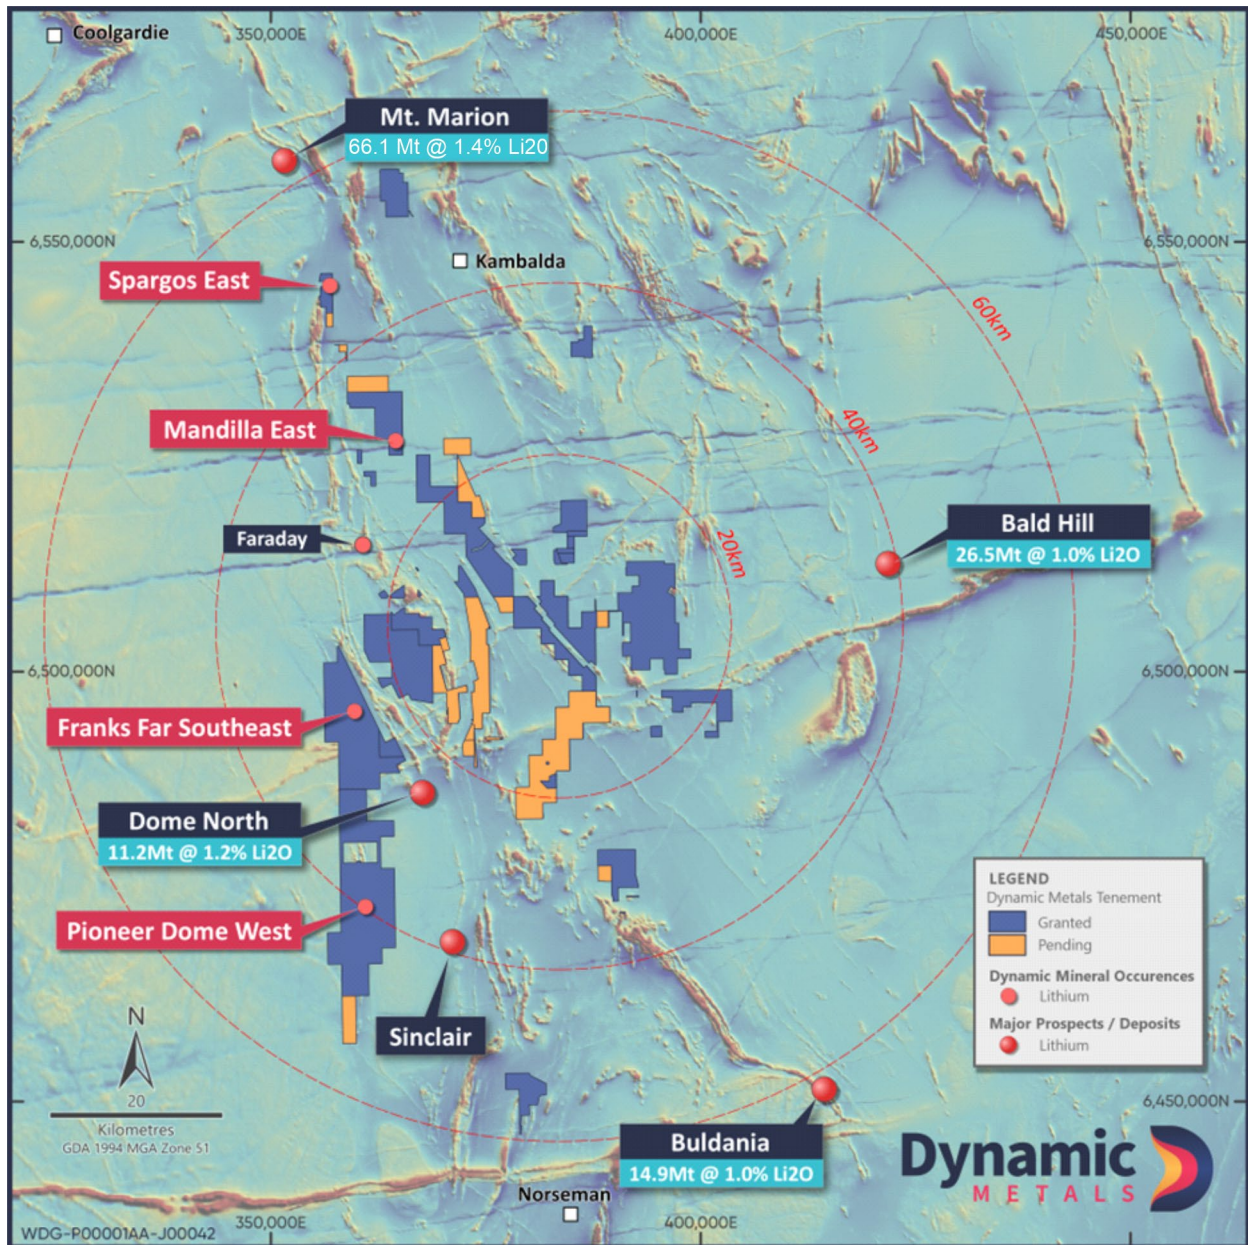 Coolgardie
350,000E
400,000E
450,000E
Mt. Marion
66.1 Mt @ 1.4% Li20
6,550,000N
6,550,000N
Kambalda
Spargos East
60km
Mandilla East
40km
Faraday
20km
Bald Hill
26.5Mt @ 1.0% Li2O
6,500,000N
6,500,000N
Franks Far Southeast
Dome North
11.2Mt @ 1.2% Li2O
Pioneer Dome West
Sinclair
LEGEND
Dynamic Metals Tenement
Granted
Pending
Dynamic Mineral Occurences
Lithium
Major Prospects / Deposits
Lithium
N
20
Kilometres
GDA 1994 MGA Zone 51
6,450,000N
Buldania
14.9Mt @ 1.0% Li2O
Dynamic
METALS
Norseman
350,000E
400,000E
WDG-P00001AA-J00042